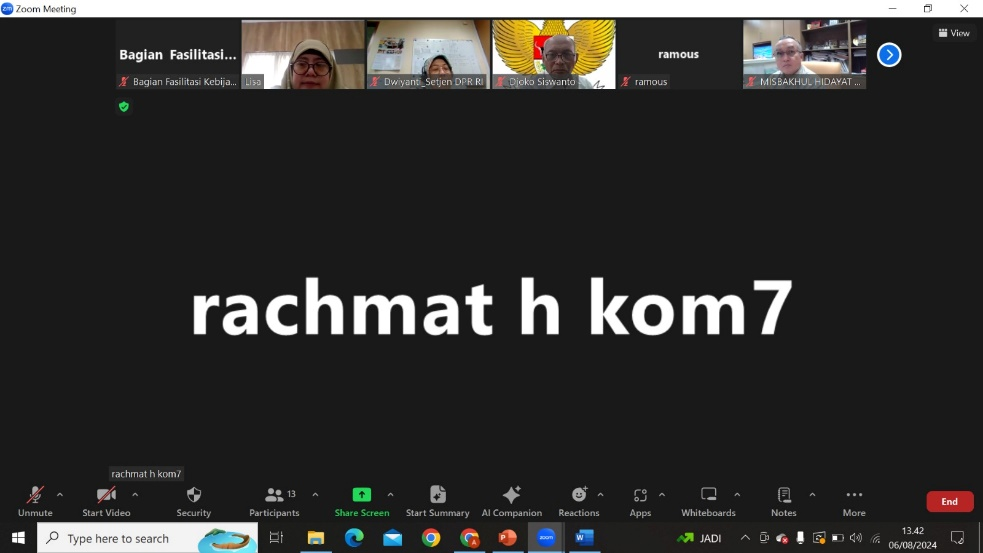 Zoom Meeting
View
Bagian Fasilitasi...
Bagian Fasilitasi Kebija...
Lisa
Dwiyanti_Setjen DPR RI
Djoko Siswanto
ramous
ramous
MISBAKHUL HIDAYAT ...
rachmat h kom7
rachmat h kom7
13
Unmute
Start Video
Security
Participants
Share Screen
Start Summary
AI Companion
Reactions
Apps
Whiteboards
Notes
More
End
Type here to search
zoom
JADI
13.42
06/08/2024